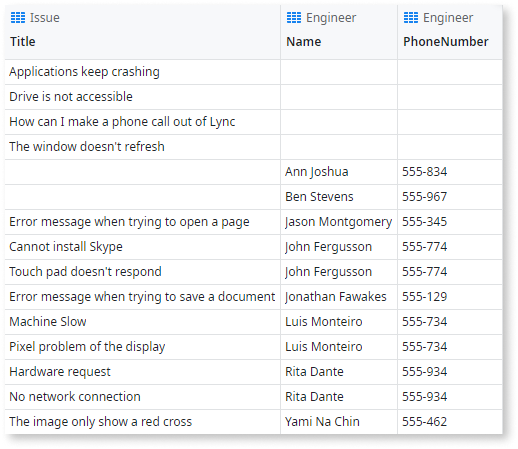 Issue Engineer Engineer
Title Name PhoneNumber
Applications keep crashing
Drive is not accessible
How can I make a phone call out of Lync
The window doesn't refresh
Ann Joshua 555-834
Ben Stevens 555-967
Error message when trying to open a page Jason Montgomery 555-345
Cannot install Skype John Fergusson 555-774
Touch pad doesn't respond John Fergusson 555-774
Error message when trying to save a document Jonathan Fawakes 555-129
Machine Slow Luis Monteiro 555-734
Pixel problem of the display Luis Monteiro 555-734
Hardware request Rita Dante 555-934
No network connection Rita Dante 555-934
The image only show a red cross Yami Na Chin 555-462